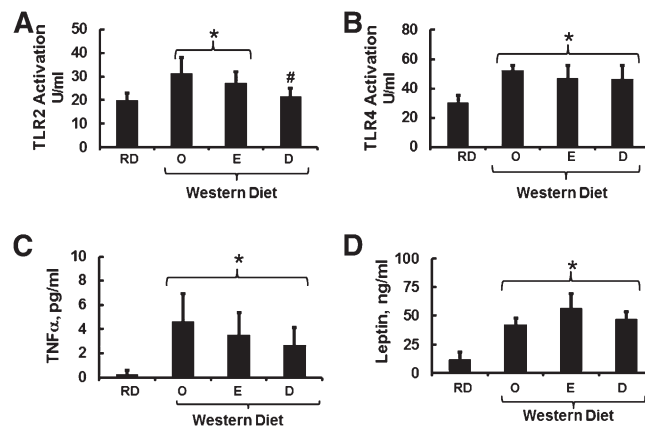 A
TLR2 Activation
U/ml
50
40
30
20
10
0
*
#
RD
O
E
D
Western Diet
B
TLR4 Activation
U/ml
80
60
40
20
0
*
RD
O
E
D
Western Diet
C
TNFα, pg/ml
10
8
6
4
2
0
*
RD
O
E
D
Western Diet
D
Leptin, ng/ml
100
75
50
25
0
*
RD
O
E
D
Western Diet